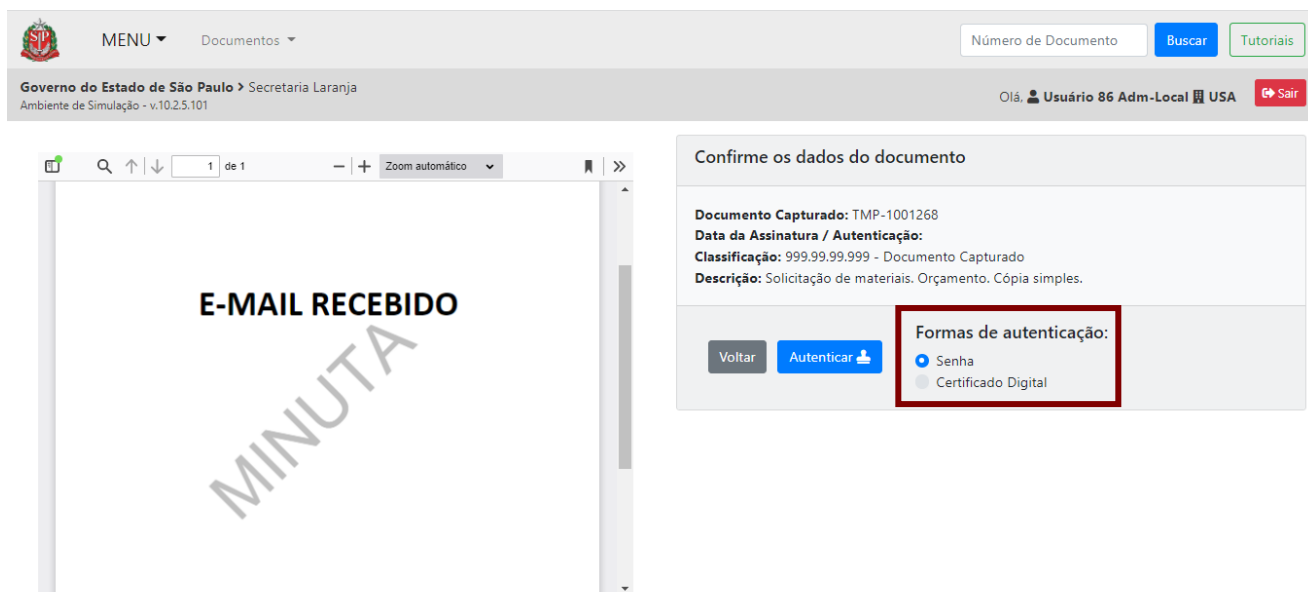 MENU
Documentos
Número de Documento
Buscar
Tutoriais
Governo do Estado de São Paulo > Secretaria Laranja
Ambiente de Simulação - v.10.2.5.101
Olá, Usuário 86 Adm-Local USA
Sair
1 de 1
Zoom automático
E-MAIL RECEBIDO
MINUTA
Confirme os dados do documento
Documento Capturado: TMP-1001268
Data da Assinatura / Autenticação:
Classificação: 999.99.99.999 - Documento Capturado
Descrição: Solicitação de materiais. Orçamento. Cópia simples.
Voltar
Autenticar
Formas de autenticação:
Senha
Certificado Digital